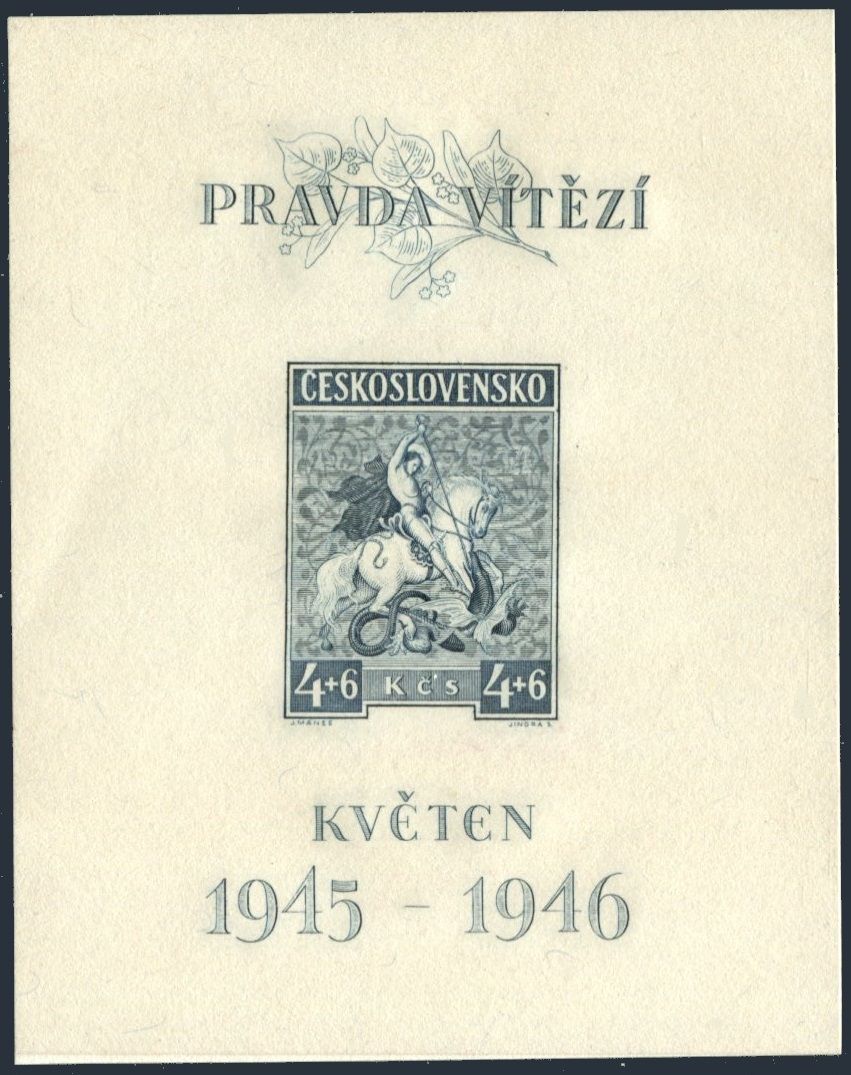 PRAVDA VÍTĚZÍ
ČESKOSLOVENSKO
4+6 Kčs 4+6
J.MÁNES JINDRA S.
KVĚTEN
1945 – 1946